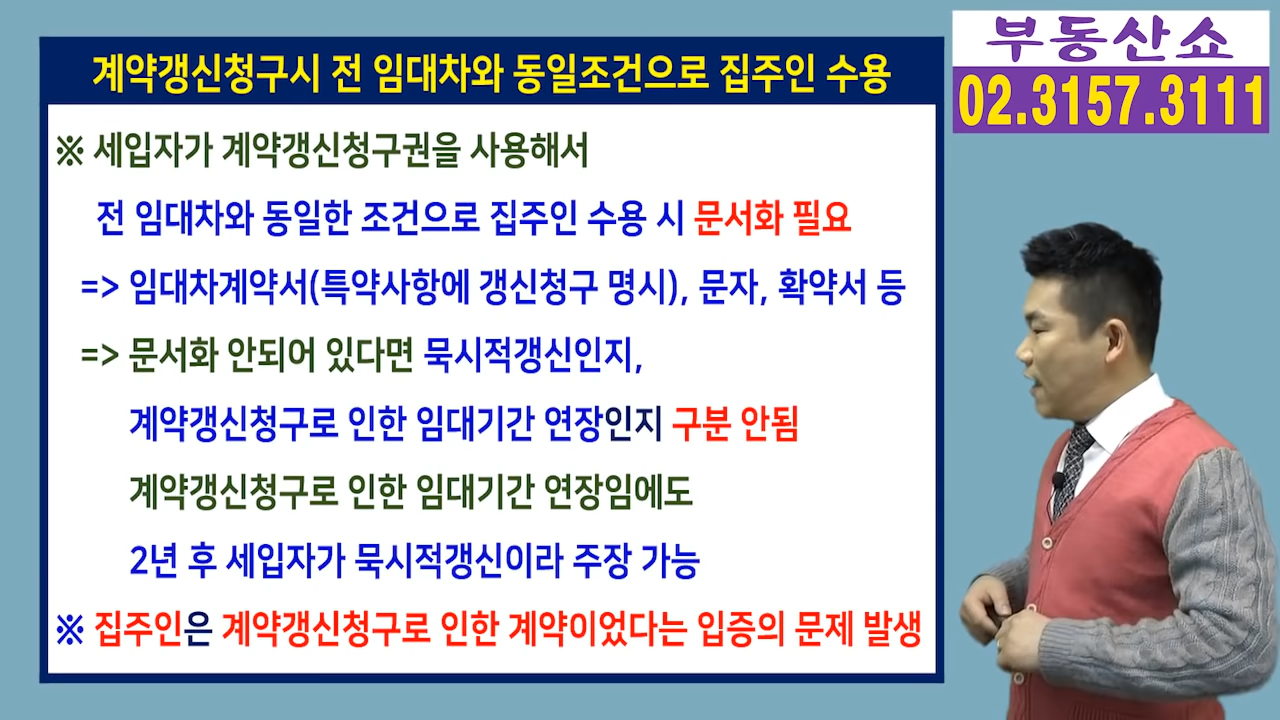 계약갱신청구시 전 임대차와 동일조건으로 집주인 수용
부동산쇼
02.3157.3111
※ 세입자가 계약갱신청구권을 사용해서
전 임대차와 동일한 조건으로 집주인 수용 시 문서화 필요
=> 임대차계약서(특약사항에 갱신청구 명시), 문자, 확약서 등
=> 문서화 안되어 있다면 묵시적갱신인지,
계약갱신청구로 인한 임대기간 연장인지 구분 안됨
계약갱신청구로 인한 임대기간 연장임에도
2년 후 세입자가 묵시적갱신이라 주장 가능
※ 집주인은 계약갱신청구로 인한 계약이었다는 입증의 문제 발생